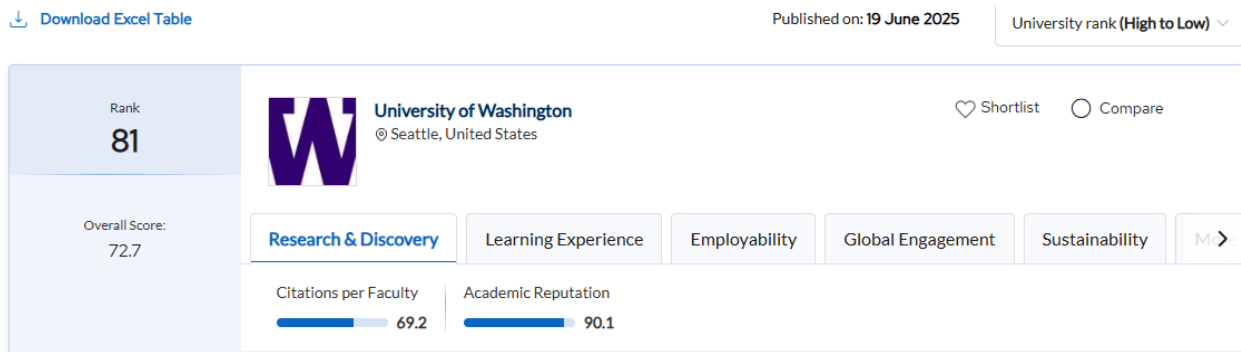 Download Excel Table
Published on: 19 June 2025
University rank (High to Low)
Rank
81
Overall Score:
72.7
W
University of Washington
Seattle, United States
Shortlist
Compare
Research & Discovery
Learning Experience
Employability
Global Engagement
Sustainability
More
Citations per Faculty
69.2
Academic Reputation
90.1